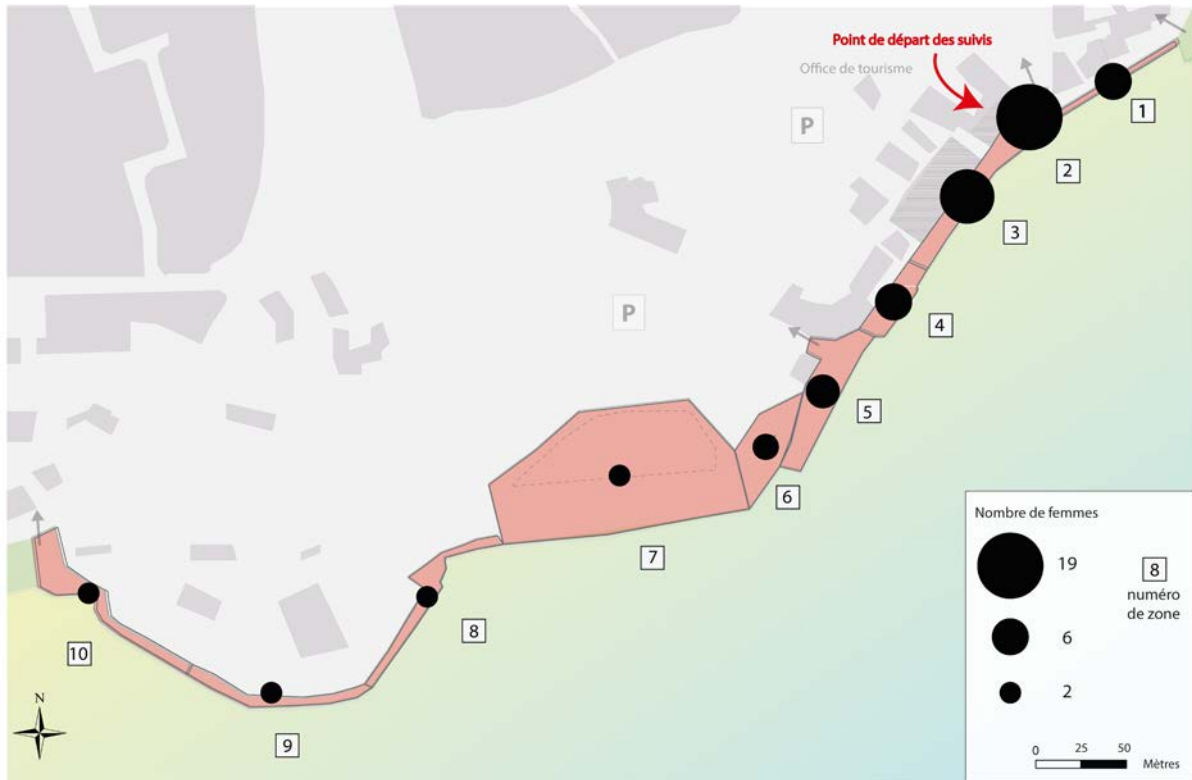 Point de départ des suivis
Office de tourisme
P
1
2
3
P
4
5
6
7
8
10
9
N
Nombre de femmes
19
6
2
8
numéro
de zone
0 25 50
Mètres